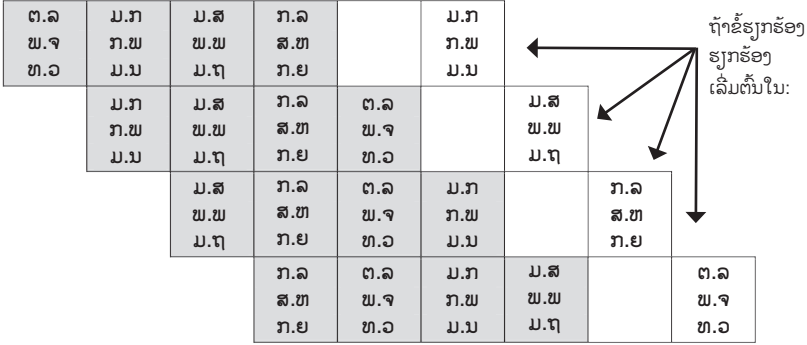 ຕ.ລ ມ.ກ ມ.ສ ກ.ລ ມ.ກ
ພ.ຈ ກ.ພ ພ.ພ ສ.ຫ ກ.ພ
ທ.ວ ມ.ນ ມ.ຖ ກ.ຍ ມ.ນ
ຖ້າຂໍ້ຮຽກຮ້ອງ
ຮຽກຮ້ອງ
ເລີ່ມຕົ້ນໃນ:
ມ.ກ ມ.ສ ກ.ລ ຕ.ລ ມ.ສ
ກ.ພ ພ.ພ ສ.ຫ ພ.ຈ ພ.ພ
ມ.ນ ມ.ຖ ກ.ຍ ທ.ວ ມ.ຖ
ມ.ສ ກ.ລ ຕ.ລ ມ.ກ ກ.ລ
ພ.ພ ສ.ຫ ພ.ຈ ກ.ພ ສ.ຫ
ມ.ຖ ກ.ຍ ທ.ວ ມ.ນ ກ.ຍ
ກ.ລ ຕ.ລ ມ.ກ ມ.ສ ຕ.ລ
ສ.ຫ ພ.ຈ ກ.ພ ພ.ພ ພ.ຈ
ກ.ຍ ທ.ວ ມ.ນ ມ.ຖ ທ.ວ